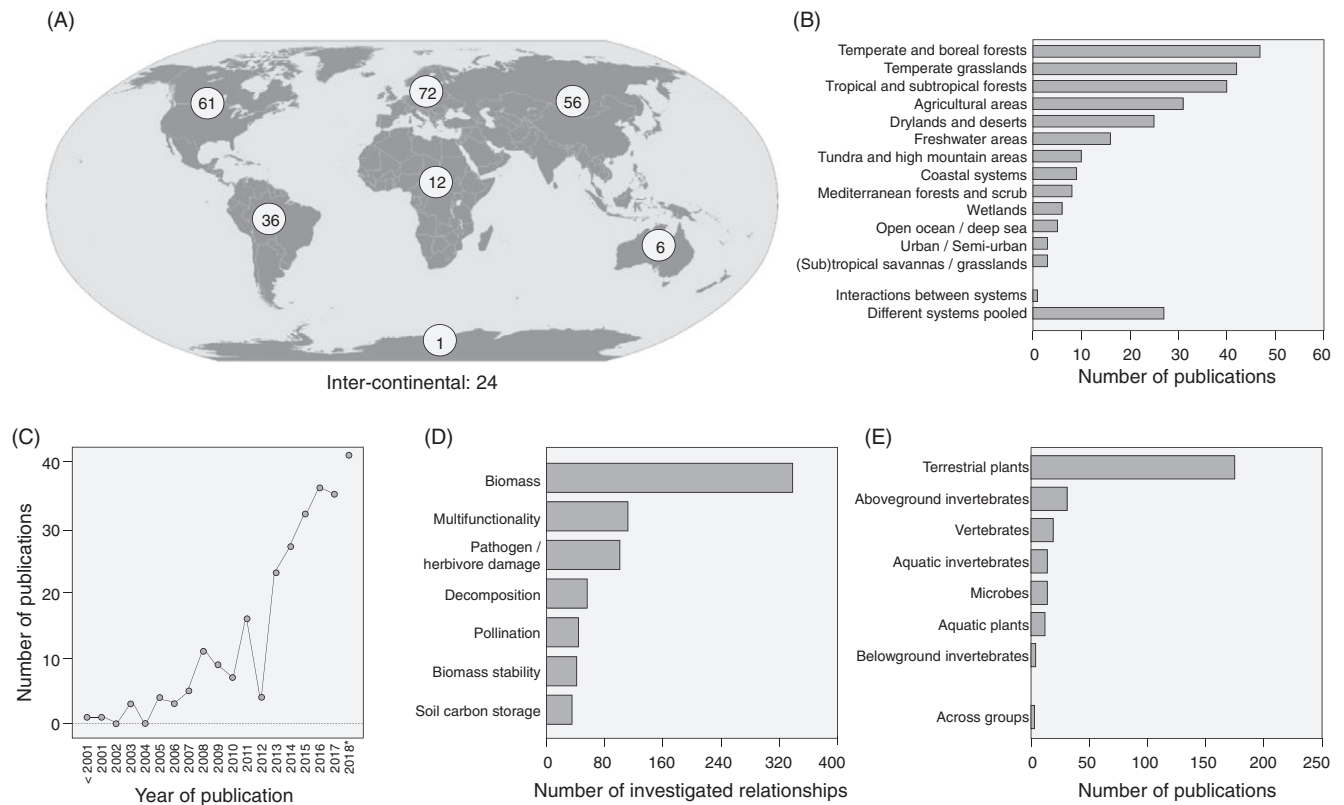 (A)
61
72
56
12
36
6
1
Inter-continental: 24
(B)
Temperate and boreal forests
Temperate grasslands
Tropical and subtropical forests
Agricultural areas
Drylands and deserts
Freshwater areas
Tundra and high mountain areas
Coastal systems
Mediterranean forests and scrub
Wetlands
Open ocean / deep sea
Urban / Semi-urban
(Sub)tropical savannas / grasslands
Interactions between systems
Different systems pooled
0 10 20 30 40 50 60
Number of publications
(C)
Number of publications
40
30
20
10
0
< 2001
2001
2002
2003
2004
2005
2006
2007
2008
2009
2010
2011
2012
2013
2014
2015
2016
2017
2018*
Year of publication
(D)
Biomass
Multifunctionality
Pathogen /
herbivore damage
Decomposition
Pollination
Biomass stability
Soil carbon storage
0 80 160 240 320 400
Number of investigated relationships
(E)
Terrestrial plants
Aboveground invertebrates
Vertebrates
Aquatic invertebrates
Microbes
Aquatic plants
Belowground invertebrates
Across groups
0 50 100 150 200 250
Number of publications